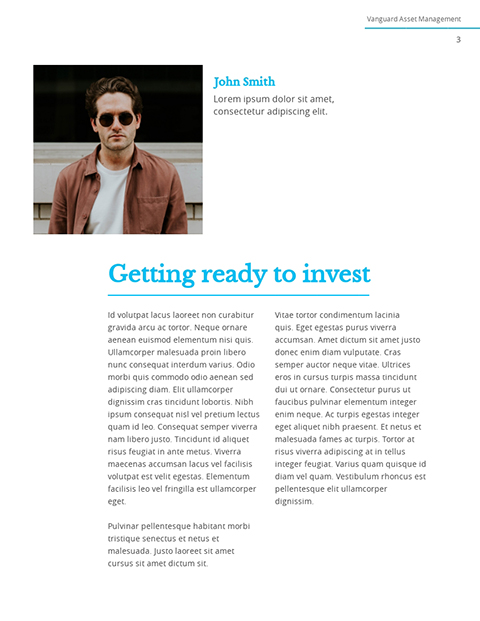 Vanguard Asset Management
3
John Smith
Lorem ipsum dolor sit amet,
consectetur adipiscing elit.
Getting ready to invest
Id volutpat lacus laoreet non curabitur
gravida arcu ac tortor. Neque ornare
aenean euismod elementum nisi quis.
Ullamcorper malesuada proin libero
nunc consequat interdum varius. Odio
morbi quis commodo odio aenean sed
adipiscing diam. Elit ullamcorper
dignissim cras tincidunt lobortis. Nibh
ipsum consequat nisl vel pretium lectus
quam id leo. Consequat semper viverra
nam libero justo. Tincidunt id aliquet
risus feugiat in ante metus. Viverra
maecenas accumsan lacus vel facilisis
volutpat est velit egestas. Elementum
facilisis leo vel fringilla est ullamcorper
eget.
Pulvinar pellentesque habitant morbi
tristique senectus et netus et
malesuada. Justo laoreet sit amet
cursus sit amet dictum sit.
Vitae tortor condimentum lacinia
quis. Eget egestas purus viverra
accumsan. Amet dictum sit amet justo
donec enim diam vulputate. Cras
semper auctor neque vitae. Ultrices
eros in cursus turpis massa tincidunt
dui ut ornare. Consectetur purus ut
faucibus pulvinar elementum integer
enim neque. Ac turpis egestas integer
eget aliquet nibh praesent. Et netus et
malesuada fames ac turpis. Tortor at
risus viverra adipiscing at in tellus
integer feugiat. Varius quam quisque id
diam vel quam. Vestibulum rhoncus est
pellentesque elit ullamcorper
dignissim.